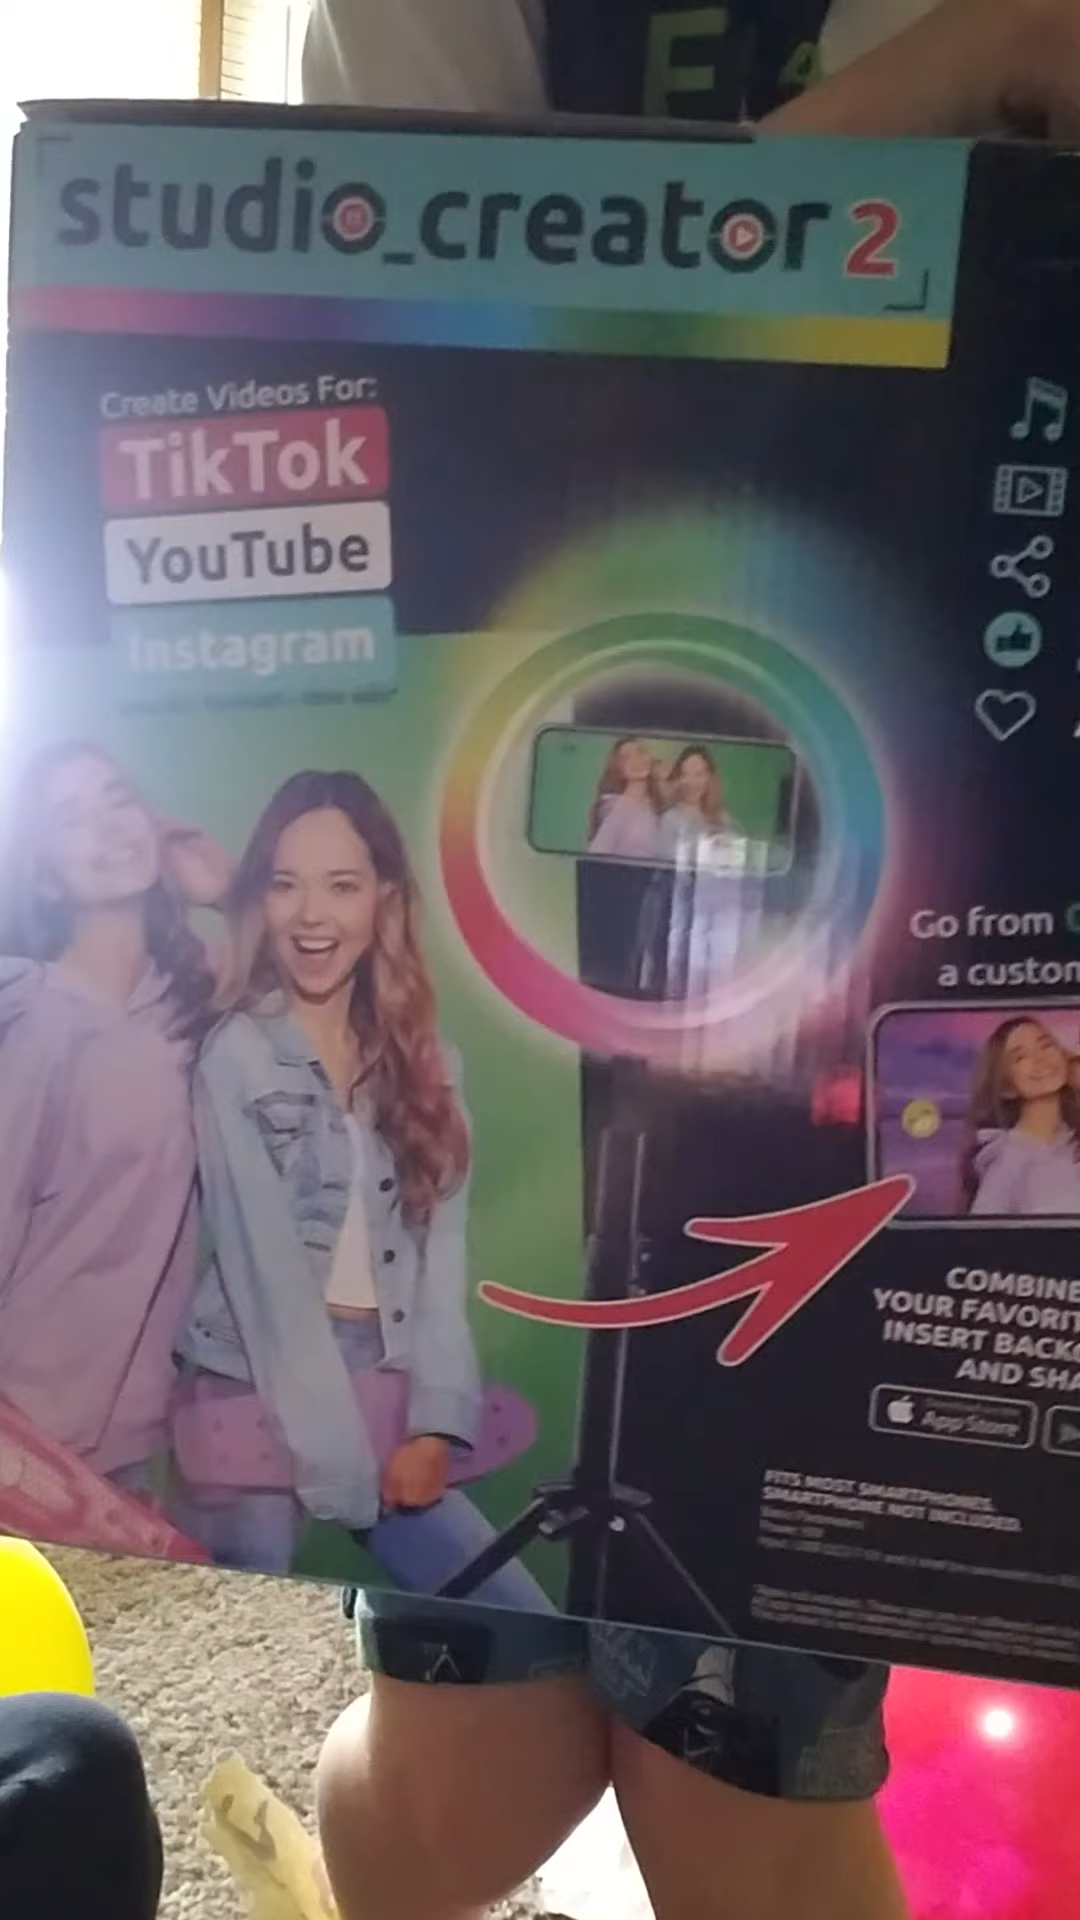 studio_creator 2
Create Videos For:
TikTok
YouTube
Instagram
Go from
a custom
COMBINE
YOUR FAVORIT
INSERT BACK
AND SHA
App Store
FITS MOST SMARTPHONES.
SMARTPHONE NOT INCLUDED.